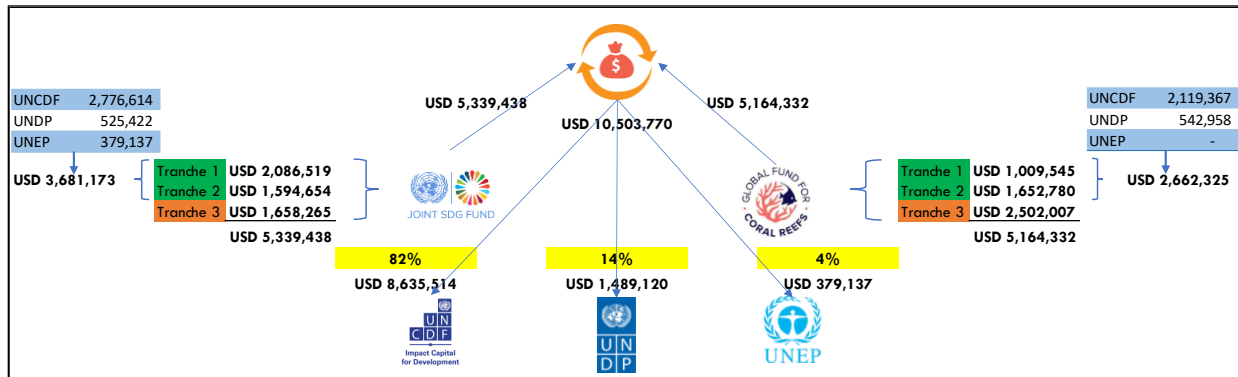 $
USD 5,339,438
USD 5,164,332
USD 10,503,770
UNCDF 2,776,614
UNDP 525,422
UNEP 379,137
USD 3,681,173
Tranche 1 USD 2,086,519
Tranche 2 USD 1,594,654
Tranche 3 USD 1,658,265
USD 5,339,438
JOINT SDG FUND
GLOBAL FUND FOR
CORAL REEFS
Tranche 1 USD 1,009,545
Tranche 2 USD 1,652,780
Tranche 3 USD 2,502,007
USD 5,164,332
UNCDF 2,119,367
UNDP 542,958
UNEP -
USD 2,662,325
82% 14% 4%
USD 8,635,514 USD 1,489,120 USD 379,137
UN
CDF
Impact Capital
for Development
UN
DP
UNEP